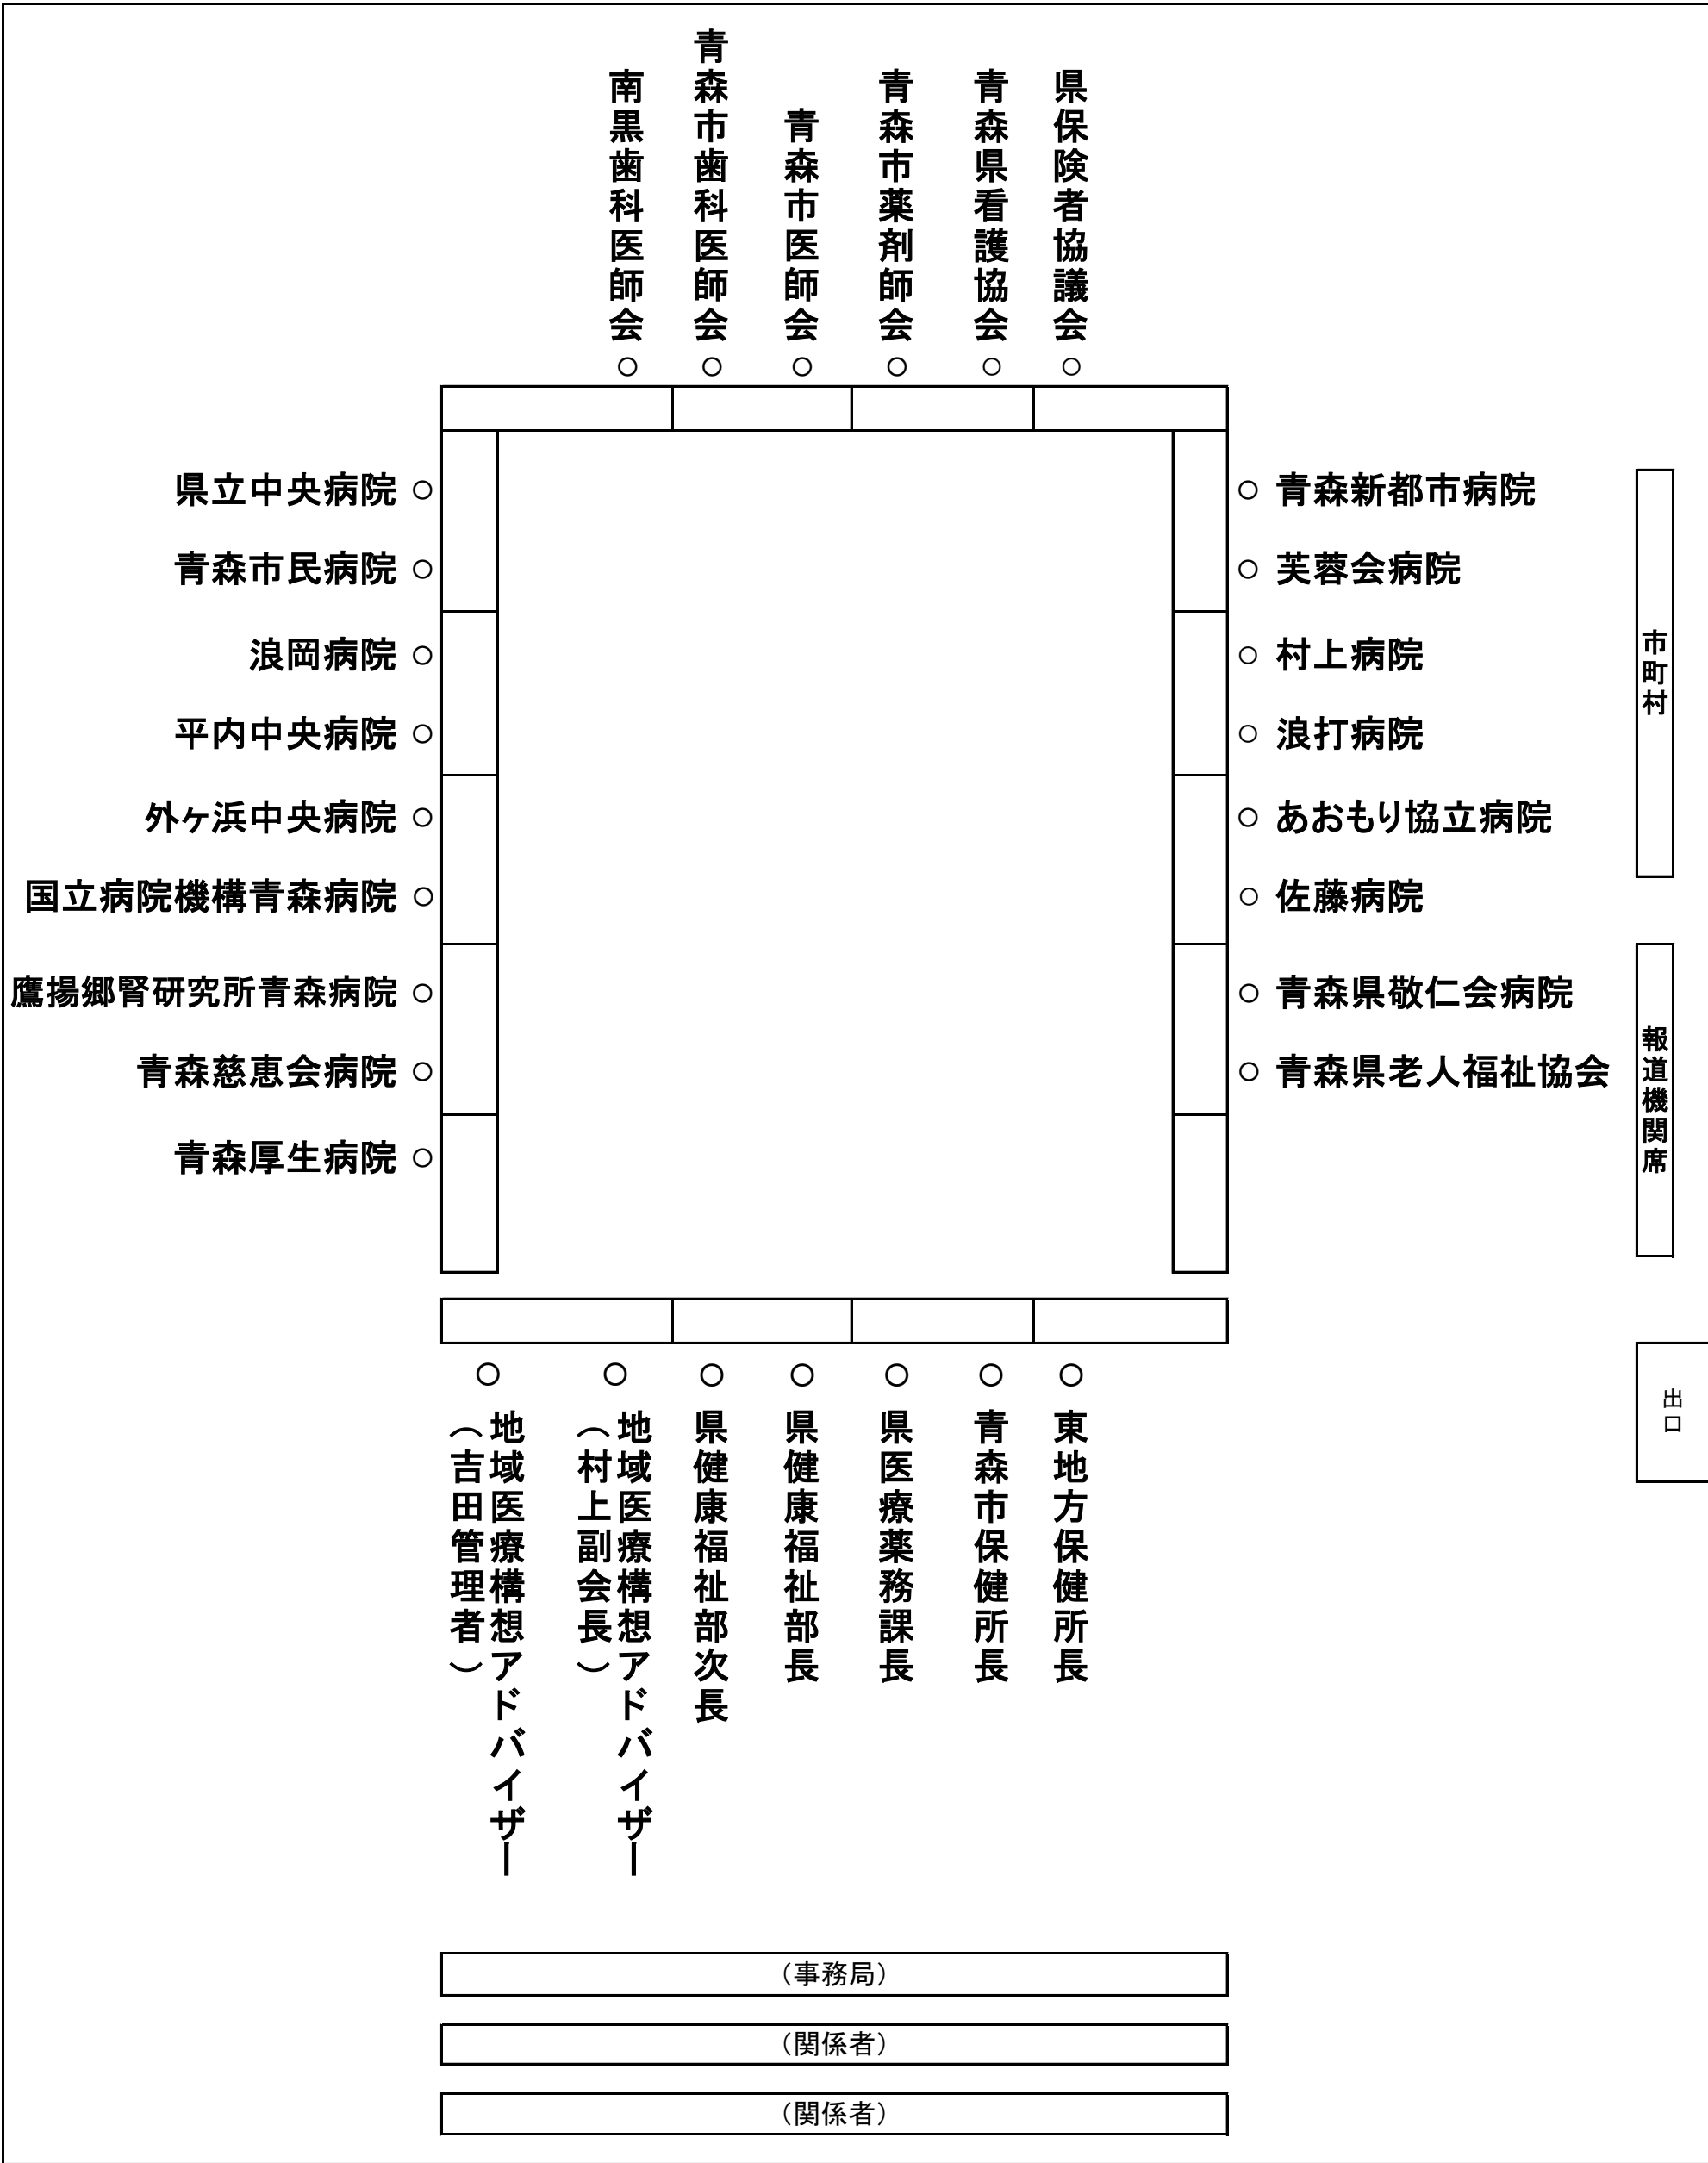 南黒歯科医師会
青森市歯科医師会
青森市医師会
青森市薬剤師会
青森県看護協会
県保険者協議会
○ ○ ○ ○ ○ ○
県立中央病院 ○
青森市民病院 ○
浪岡病院 ○
平内中央病院 ○
外ヶ浜中央病院 ○
国立病院機構青森病院 ○
鷹揚郷腎研究所青森病院 ○
青森慈恵会病院 ○
青森厚生病院 ○
○ 青森新都市病院
○ 芙蓉会病院
○ 村上病院
○ 浪打病院
○ あおもり協立病院
○ 佐藤病院
○ 青森県敬仁会病院
○ 青森県老人福祉協会
市町村
報道機関席
出口
○ ○ ○ ○ ○ ○ ○
地域医療構想アドバイザー
（吉田管理者）
地域医療構想アドバイザー
（村上副会長）
県健康福祉部次長
県健康福祉部長
県医療薬務課長
青森市保健所長
東地方保健所長
（事務局）
（関係者）
（関係者）